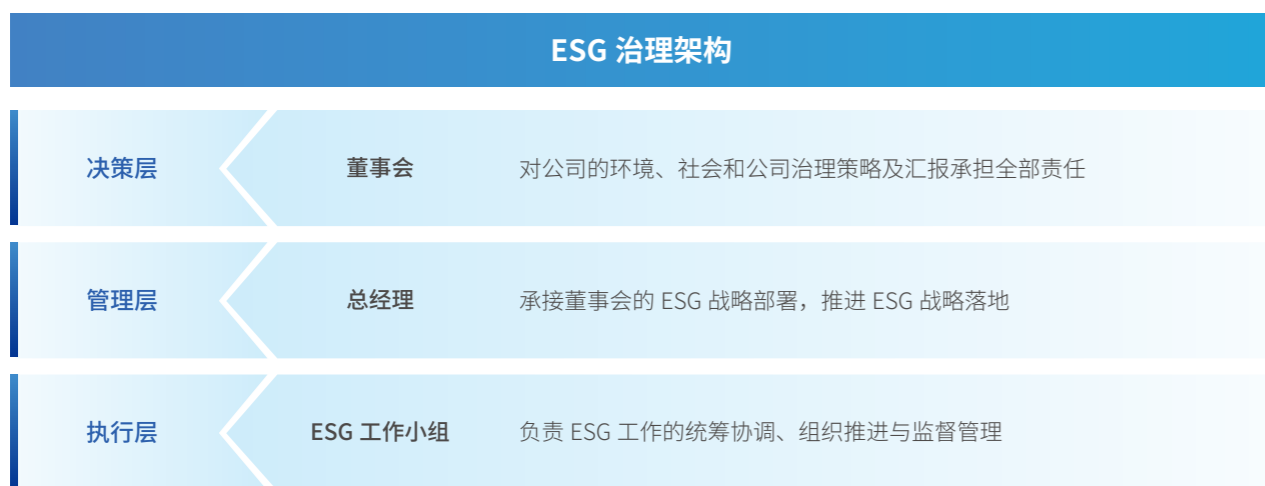 ESG 治理架构
决策层 董事会 对公司的环境、社会和公司治理策略及汇报承担全部责任
管理层 总经理 承接董事会的 ESG 战略部署，推进 ESG 战略落地
执行层 ESG 工作小组 负责 ESG 工作的统筹协调、组织推进与监督管理